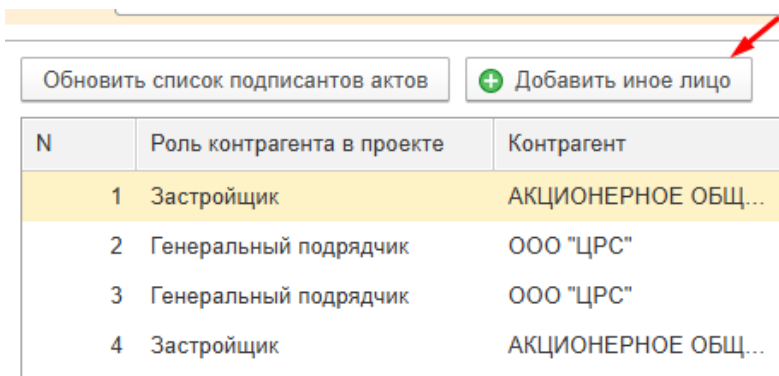 Обновить список подписантов актов Добавить иное лицо
N Роль контрагента в проекте Контрагент
1 Застройщик АКЦИОНЕРНОЕ ОБЩ...
2 Генеральный подрядчик ООО "ЦРС"
3 Генеральный подрядчик ООО "ЦРС"
4 Застройщик АКЦИОНЕРНОЕ ОБЩ...